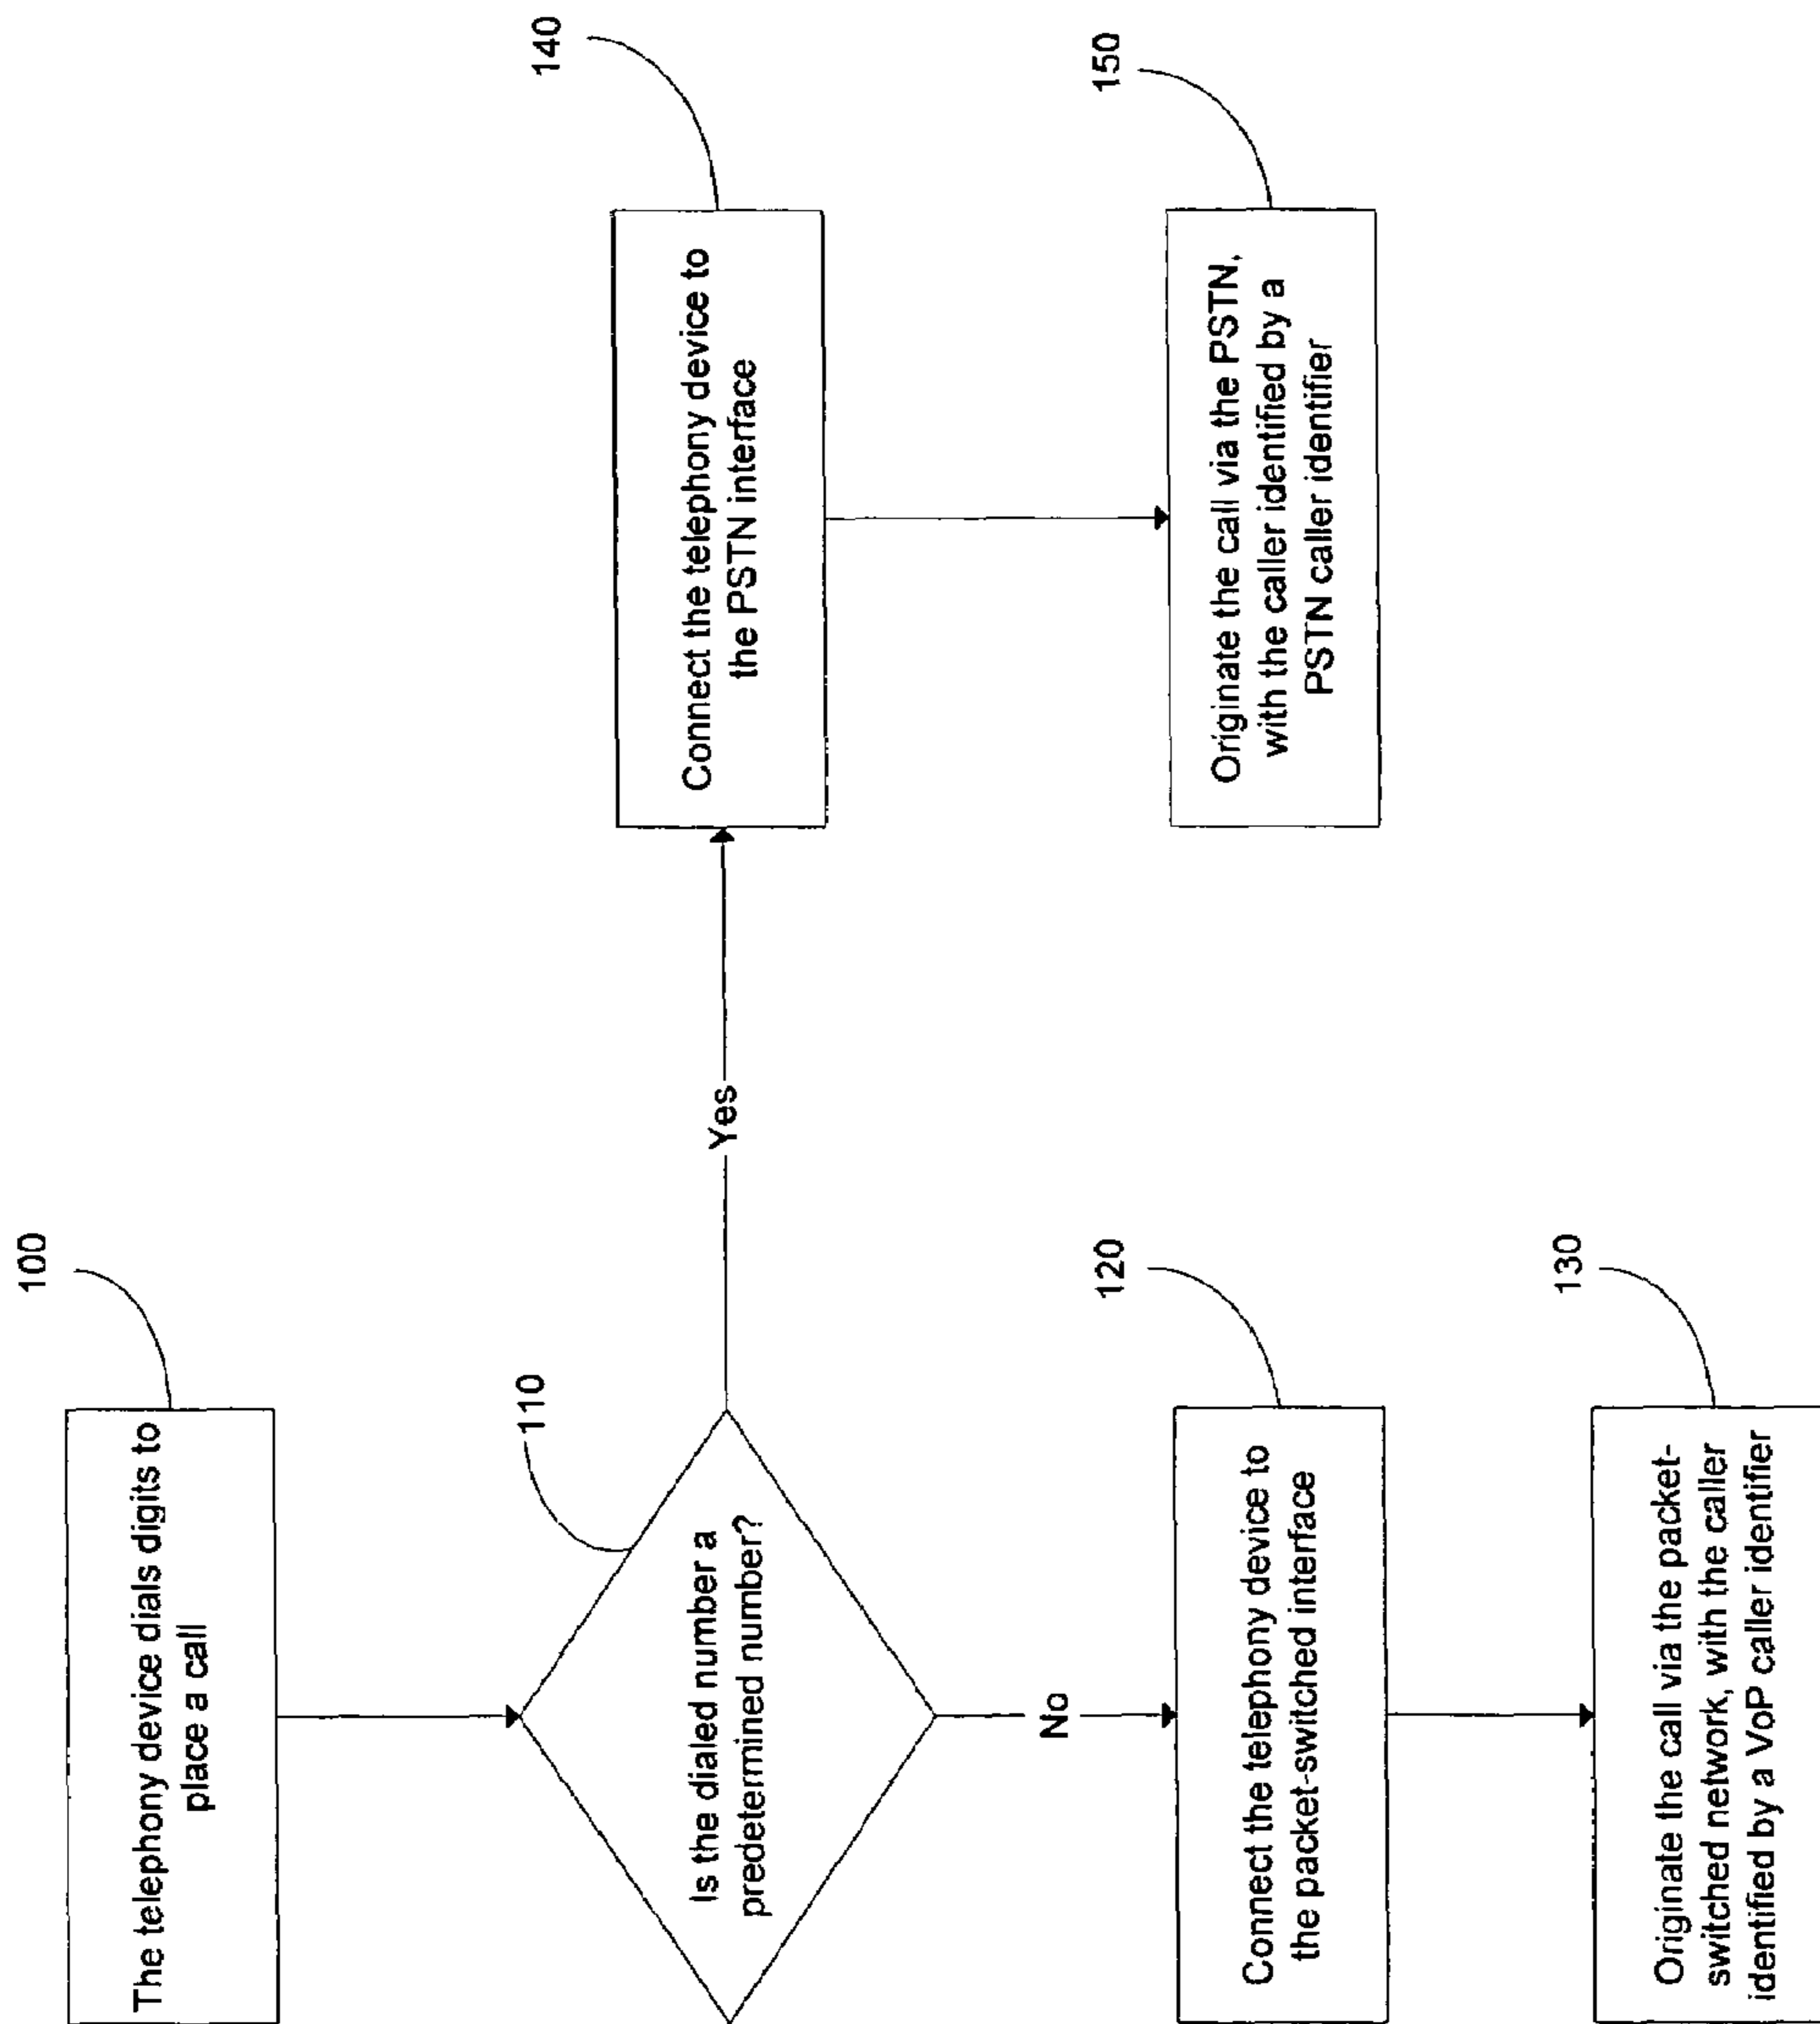 100
The telephony device dials digits to
place a call
110
Is the dialed number a
predetermined number?
Yes
140
Connect the telephony device to
the PSTN interface
150
Originate the call via the PSTN,
with the caller identified by a
PSTN caller identifier
No
120
Connect the telephony device to
the packet-switched interface
130
Originate the call via the packet-
switched network, with the caller
identified by a VoP caller identifier